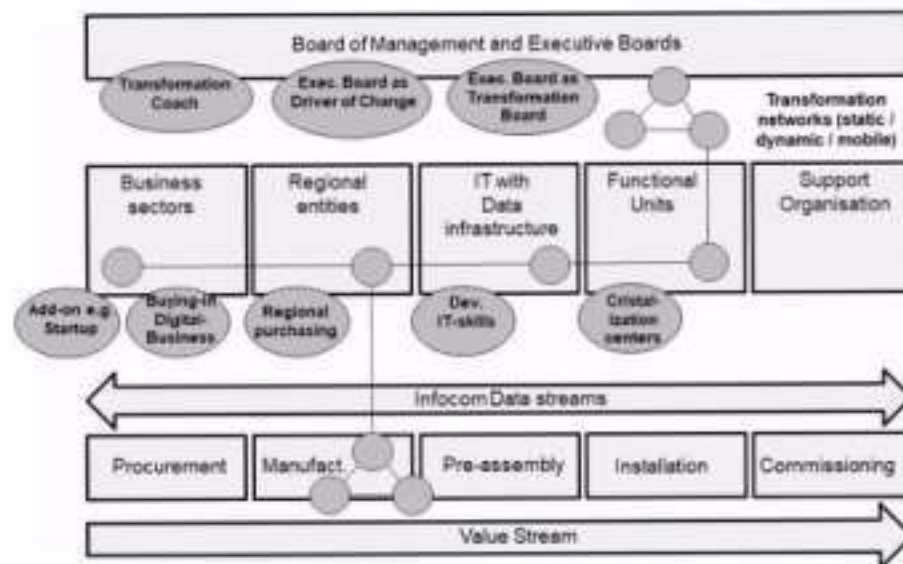 Board of Management and Executive Boards
Transformation
Coach
Exec. Board as
Driver of Change
Exec. Board as
Transformation
Board
Transformation
networks (static /
dynamic / mobile)
Business
sectors
Regional
entities
IT with
Data
infrastructure
Functional
Units
Support
Organisation
Add-on e.g.
Startup
Buying-in
Digital-
Business
Regional
purchasing
Dev.
IT-skills
Cristal-
lization
centers
Infocom Data streams
Procurement
Manufact.
Pre-assembly
Installation
Commissioning
Value Stream